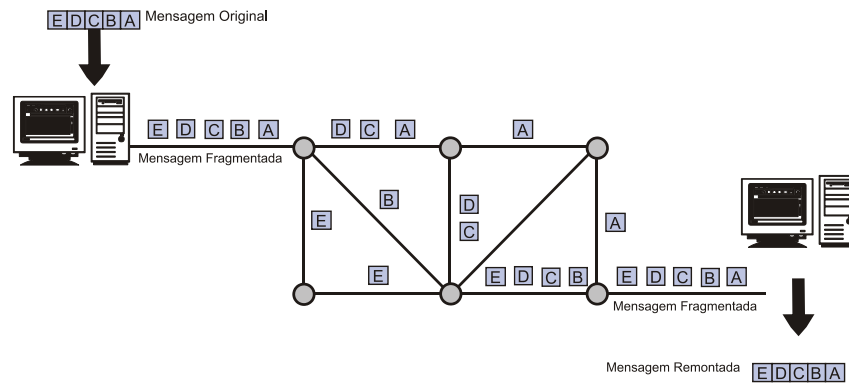 E D C B A Mensagem Original
E D C B A
Mensagem Fragmentada
D C A
A
B
E
D
C
A
E
E D C B
E D C B A
Mensagem Fragmentada
Mensagem Remontada E D C B A